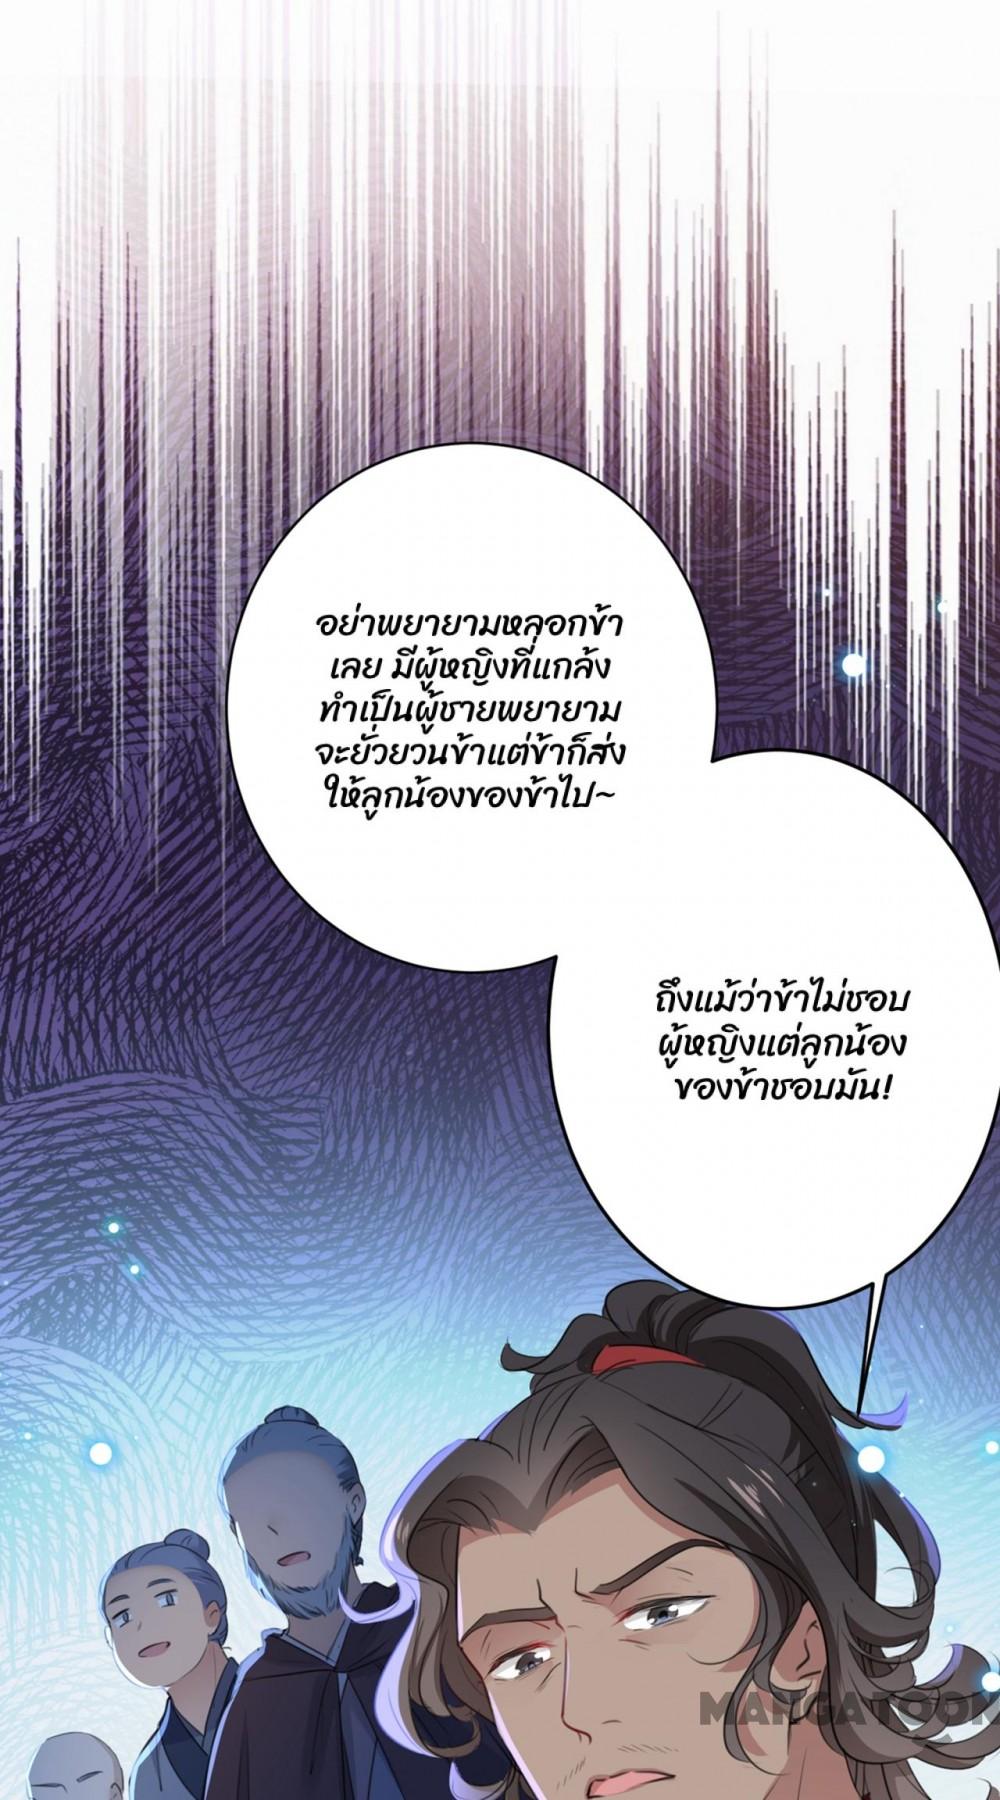 อย่าพยายามหลอกข้า
เลย มีผู้หญิงที่แกล้ง
ทำเป็นผู้ชายพยายาม
จะยั่วยวนข้าแต่ข้าก็ส่ง
ให้ลูกน้องของข้าไป~
ถึงแม้ว่าข้าไม่ชอบ
ผู้หญิงแต่ลูกน้อง
ของข้าชอบมัน!
MANGATOON